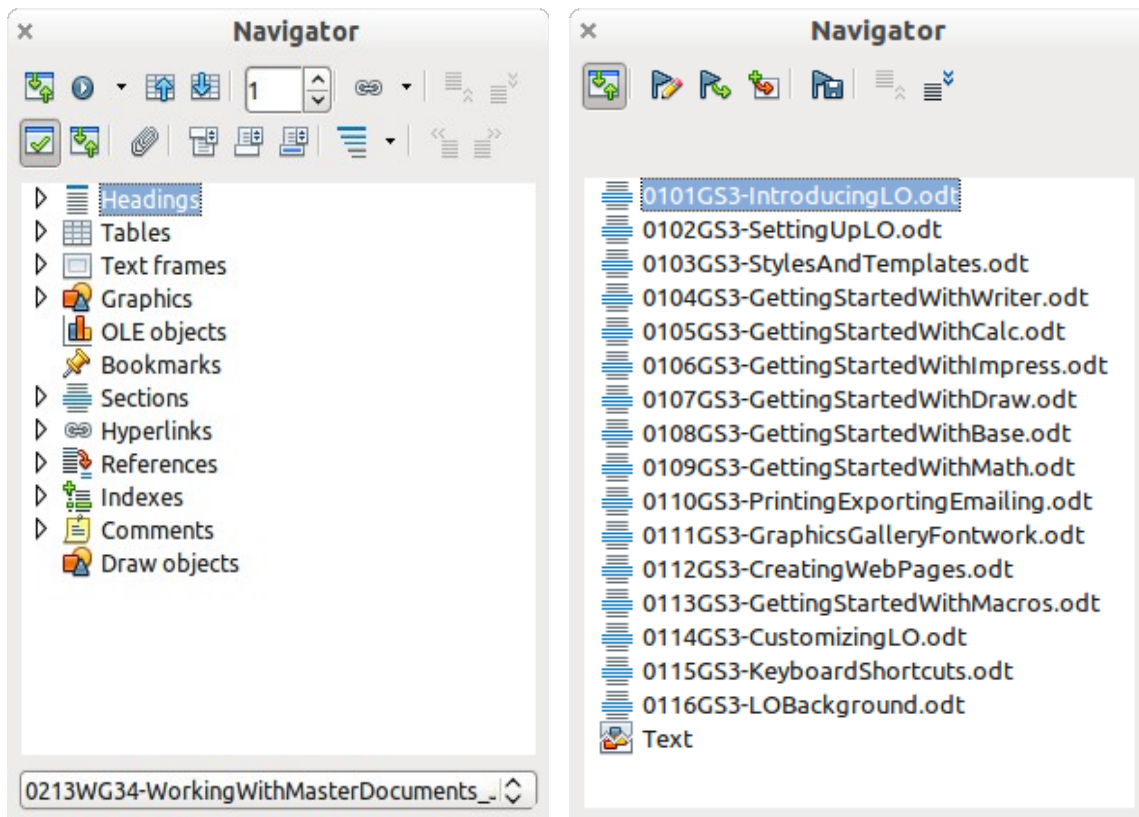 Navigator
1
Headings
Tables
Text frames
Graphics
OLE objects
Bookmarks
Sections
Hyperlinks
References
Indexes
Comments
Draw objects
0213WG34-WorkingWithMasterDocuments_
Navigator
0101GS3-IntroducingLO.odt
0102GS3-SettingUpLO.odt
0103GS3-StylesAndTemplates.odt
0104GS3-GettingStartedWithWriter.odt
0105GS3-GettingStartedWithCalc.odt
0106GS3-GettingStartedWithImpress.odt
0107GS3-GettingStartedWithDraw.odt
0108GS3-GettingStartedWithBase.odt
0109GS3-GettingStartedWithMath.odt
0110GS3-PrintingExportingEmailing.odt
0111GS3-GraphicsGalleryFontwork.odt
0112GS3-CreatingWebPages.odt
0113GS3-GettingStartedWithMacros.odt
0114GS3-CustomizingLO.odt
0115GS3-KeyboardShortcuts.odt
0116GS3-LOBackground.odt
Text